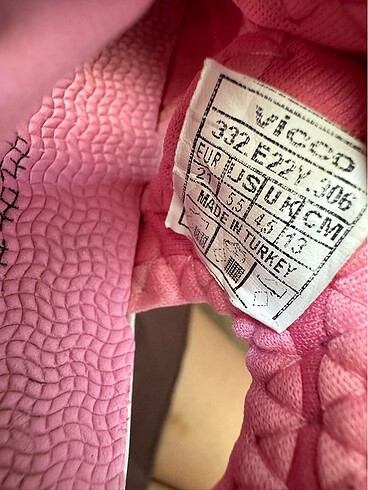 vicco
332.E22Y.306
EUR US UK CM
21 5.5 4.5 13
MADE IN TURKEY